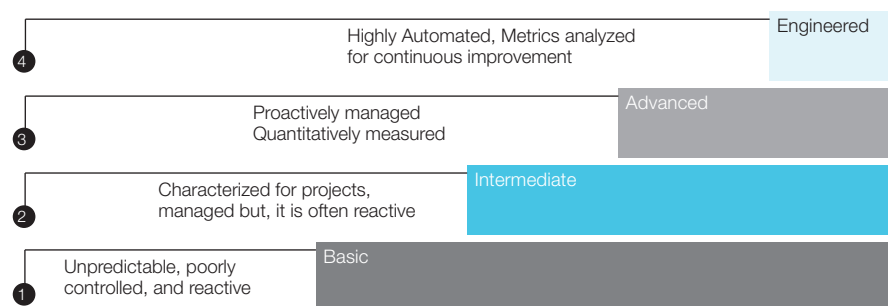 Engineered
Highly Automated, Metrics analyzed
for continuous improvement
4
Advanced
Proactively managed
Quantitatively measured
3
Intermediate
Characterized for projects,
managed but, it is often reactive
2
Basic
Unpredictable, poorly
controlled, and reactive
1